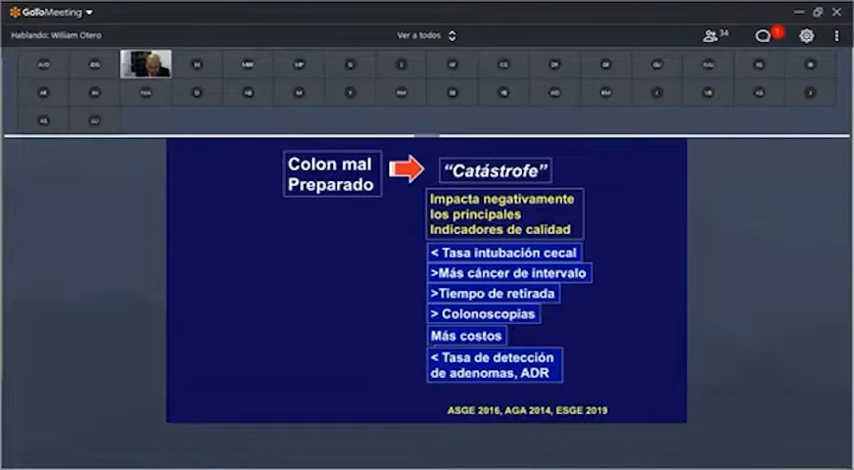 GoToMeeting
Hablando: William Otero
Ver a todos
34
1
Colon mal
Preparado
“Catástrofe”
Impacta negativamente
los principales
Indicadores de calidad
< Tasa intubación cecal
>Más cáncer de intervalo
>Tiempo de retirada
> Colonoscopias
Más costos
< Tasa de detección
de adenomas, ADR
ASGE 2016, AGA 2014, ESGE 2019